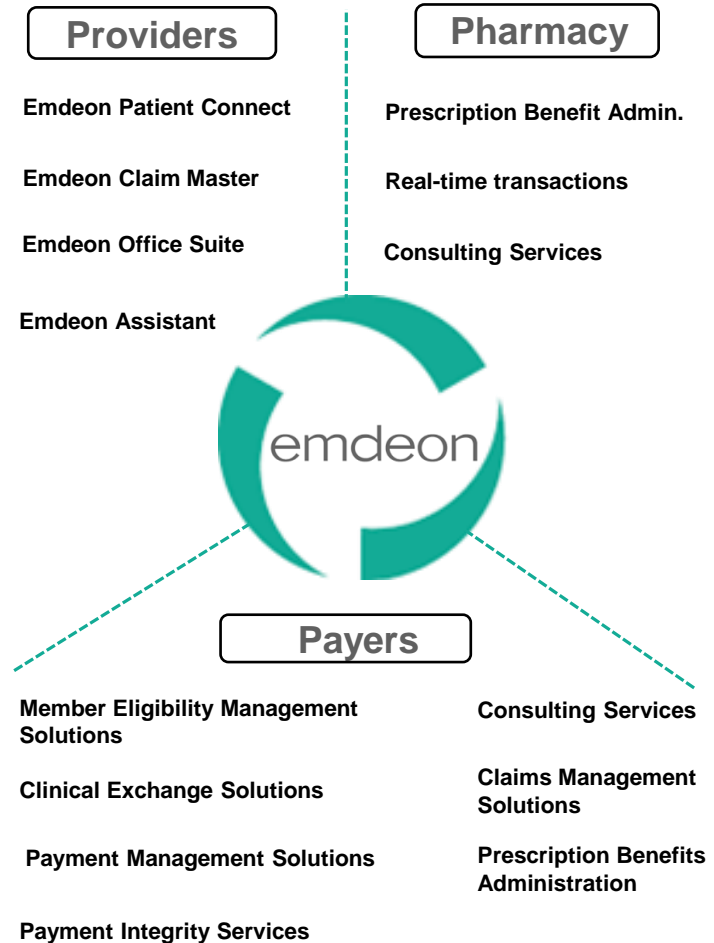 Providers
Emdeon Patient Connect
Emdeon Claim Master
Emdeon Office Suite
Emdeon Assistant
Pharmacy
Prescription Benefit Admin.
Real-time transactions
Consulting Services
emdeon
Payers
Member Eligibility Management
Solutions
Clinical Exchange Solutions
Payment Management Solutions
Payment Integrity Services
Consulting Services
Claims Management
Solutions
Prescription Benefits
Administration